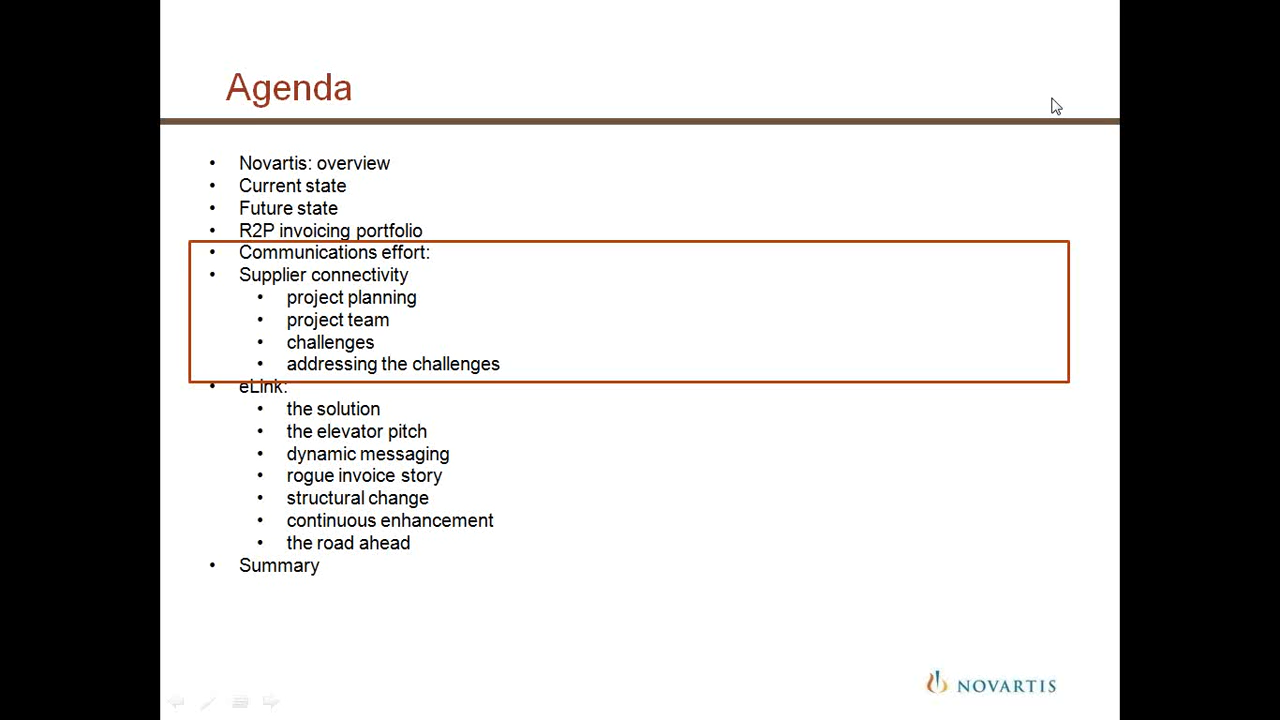 Agenda
• Novartis: overview
• Current state
• Future state
• R2P invoicing portfolio
• Communications effort:
• Supplier connectivity
• project planning
• project team
• challenges
• addressing the challenges
• eLink:
• the solution
• the elevator pitch
• dynamic messaging
• rogue invoice story
• structural change
• continuous enhancement
• the road ahead
• Summary
NOVARTIS